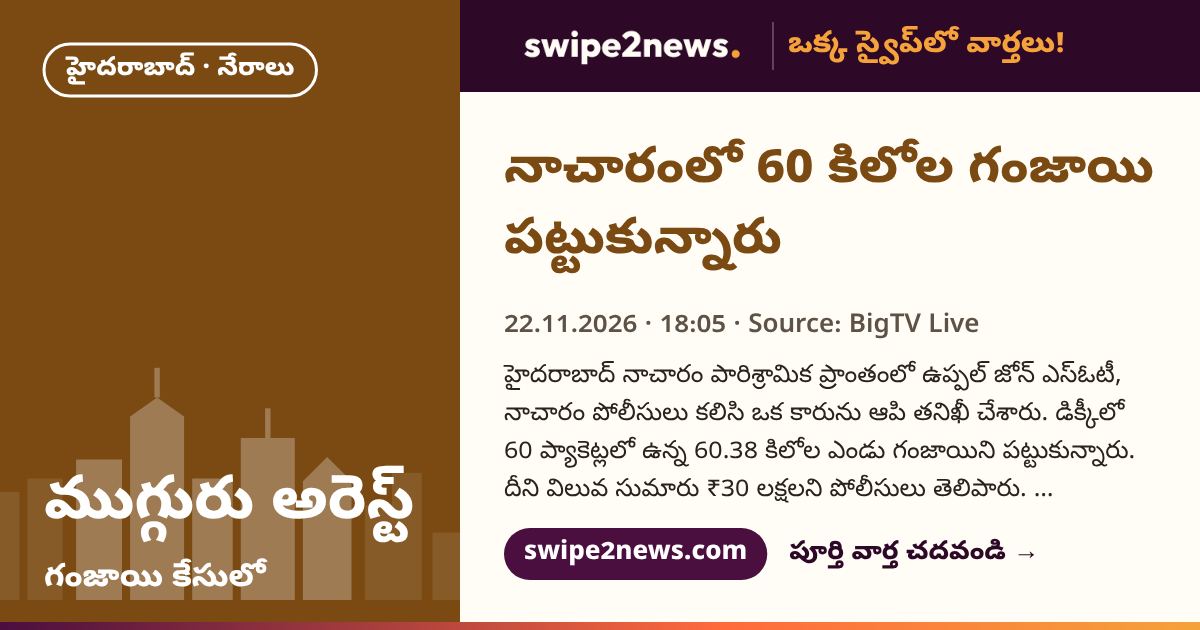 హైదరాబాద్ · నేరాలు
ముగ్గురు అరెస్ట్
గంజాయి కేసులో
swipe2news.
ఒక్క స్వైప్‌లో వార్తలు!
నాచారంలో 60 కిలోల గంజాయి
పట్టుకున్నారు
22.11.2026 · 18:05 · Source: BigTV Live
హైదరాబాద్ నాచారం పారిశ్రామిక ప్రాంతంలో ఉప్పల్ జోన్ ఎస్‌ఓటీ,
నాచారం పోలీసులు కలిసి ఒక కారును ఆపి తనిఖీ చేశారు. డిక్కీలో
60 ప్యాకెట్లలో ఉన్న 60.38 కిలోల ఎండు గంజాయిని పట్టుకున్నారు.
దీని విలువ సుమారు ₹30 లక్షలని పోలీసులు తెలిపారు. ...
swipe2news.com
పూర్తి వార్త చదవండి →